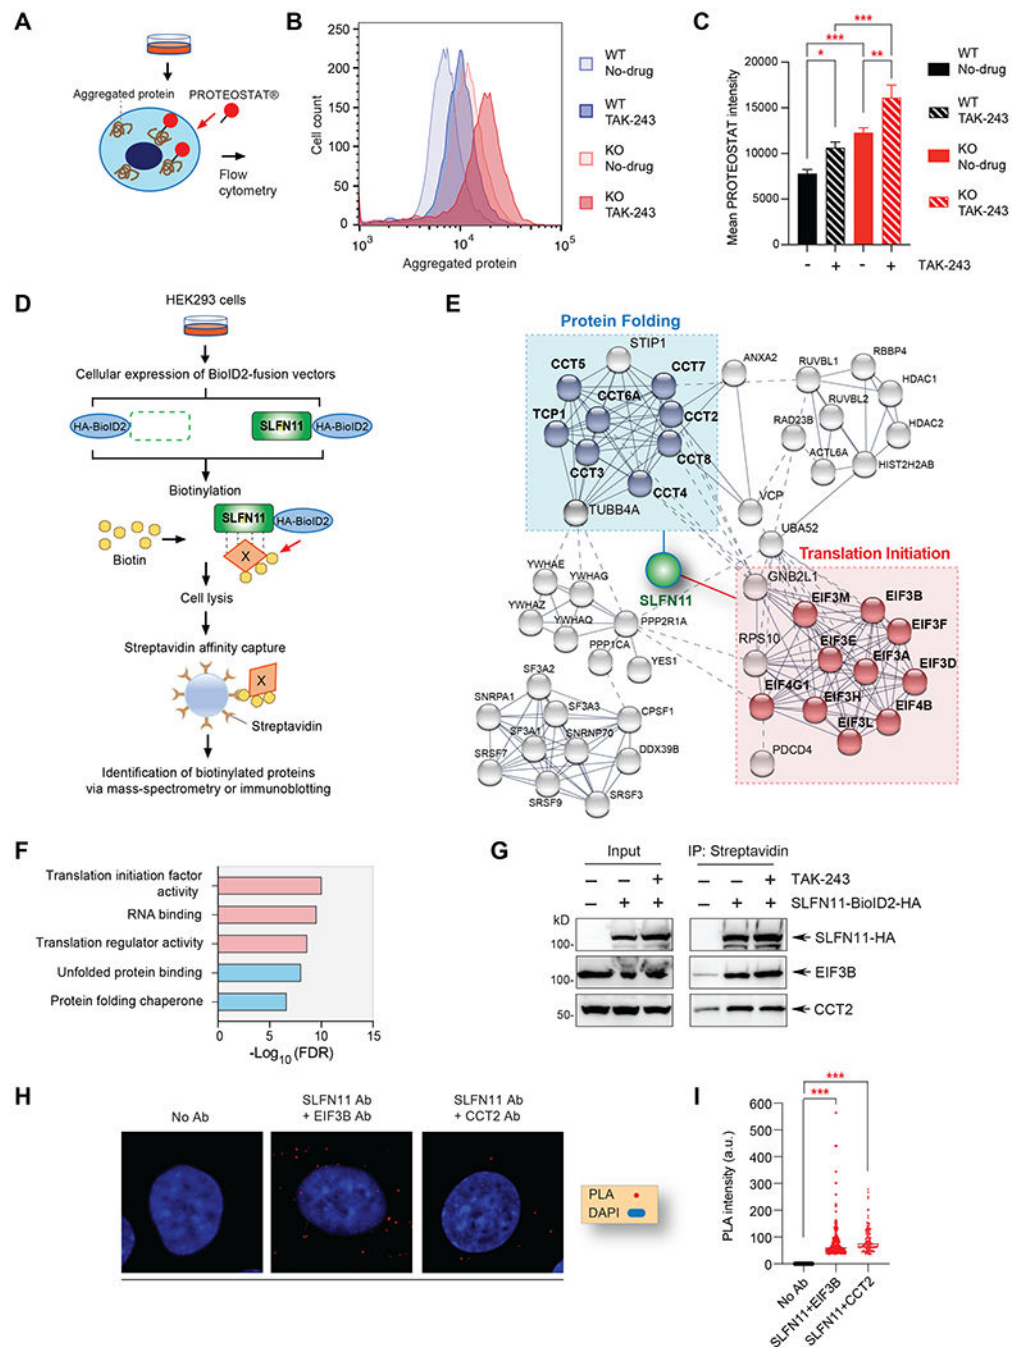 A
Aggregated protein
PROTEOSTAT®
Flow
cytometry
B
Cell count
250
200
150
100
50
0
10³
10⁴
10⁵
Aggregated protein
WT
No-drug
WT
TAK-243
KO
No-drug
KO
TAK-243
C
Mean PROTEOSTAT intensity
20000
15000
10000
5000
0
***
***
*
**
- + - + TAK-243
WT
No-drug
WT
TAK-243
KO
No-drug
KO
TAK-243
D
HEK293 cells
Cellular expression of BioID2-fusion vectors
HA-BioID2
SLFN11
HA-BioID2
Biotinylation
SLFN11
HA-BioID2
Biotin
X
Cell lysis
Streptavidin affinity capture
X
Streptavidin
Identification of biotinylated proteins
via mass-spectrometry or immunoblotting
E
Protein Folding
STIP1
CCT5
CCT7
CCT6A
TCP1
CCT2
CCT3
CCT8
CCT4
TUBB4A
ANXA2
RUVBL1
RBBP4
HDAC1
RUVBL2
RAD23B
HDAC2
ACTL6A
HIST2H2AB
VCP
UBA52
SLFN11
Translation Initiation
GNB2L1
EIF3M
EIF3B
EIF3F
RPS10
EIF3E
EIF3A
EIF3D
EIF4G1
EIF3H
EIF4B
EIF3L
PDCD4
YWHAE
YWHAG
YWHAZ
YWHAQ
PPP2R1A
PPP1CA
YES1
SF3A2
SNRPA1
SF3A3
CPSF1
SF3A1
SNRNP70
SRSF7
DDX39B
SRSF9
SRSF3
F
Translation initiation factor
activity
RNA binding
Translation regulator activity
Unfolded protein binding
Protein folding chaperone
0 5 10 15
-Log₁₀(FDR)
G
Input
IP: Streptavidin
– – + – – + TAK-243
– + + – + + SLFN11-BioID2-HA
kD
100-
SLFN11-HA
100-
EIF3B
50-
CCT2
H
No Ab
SLFN11 Ab
+ EIF3B Ab
SLFN11 Ab
+ CCT2 Ab
PLA
DAPI
I
PLA intensity (a.u.)
600
500
400
300
200
100
0
***
***
No Ab
SLFN11+EIF3B
SLFN11+CCT2